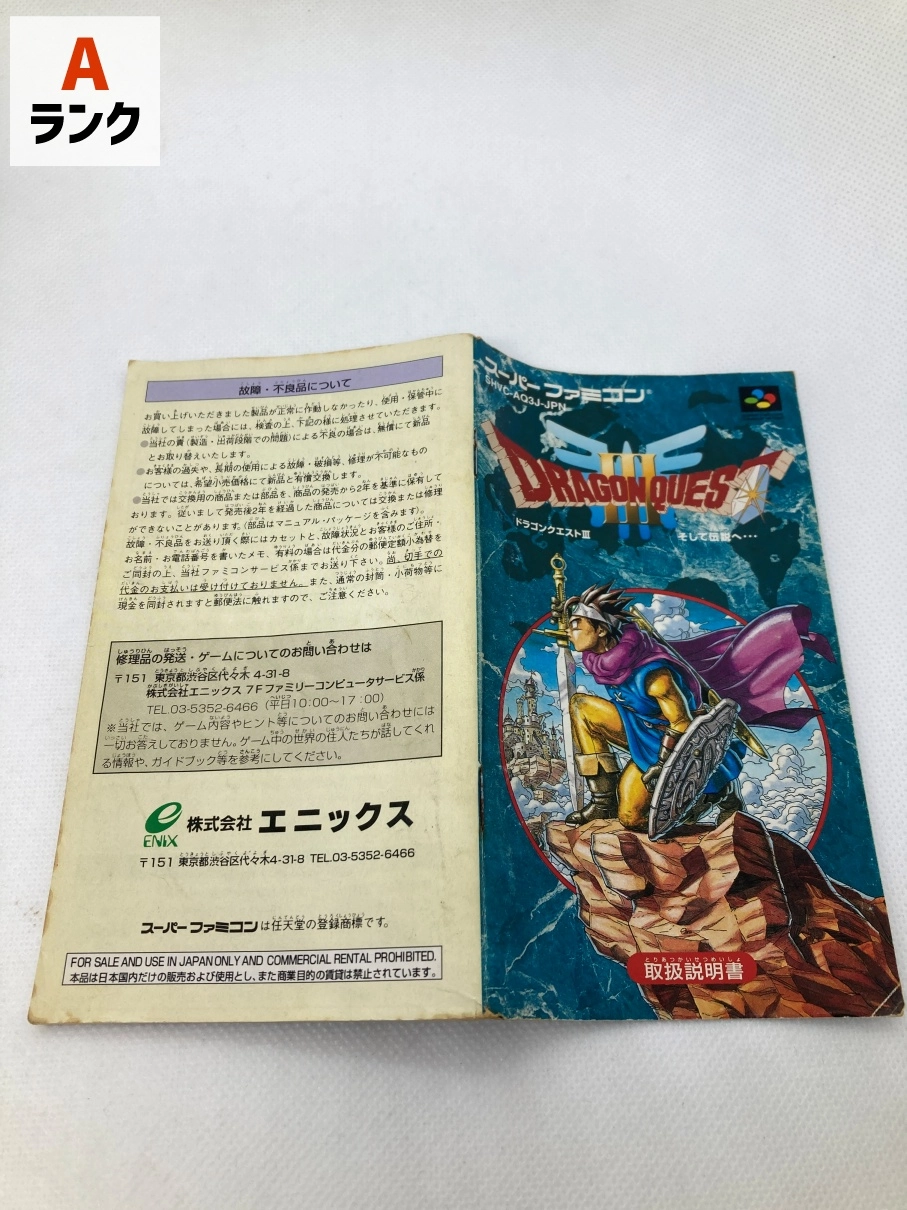 A
ランク
故障・不良品について
お買い上げいただきました製品が正常に作動しなかったり、使用・保管中に
故障してしまった場合には、検査の上、下記の様に処理させていただきます。
●当社の責(製造・出荷段階での問題)による不良の場合は、無償にて新品
とお取り替えいたします。
●お客様の過失や、長期の使用による故障・破損等、修理が不可能なもの
については、希望小売価格にて新品と有償交換します。
●当社では交換用の商品または部品を、商品の発売から2年を基準に保有して
おります。従いまして発売後2年を経過した商品については交換または修理
ができないことがあります。(部品はマニュアル・パッケージを含みます)。
故障・不良品をお送り頂く際にはカセットと、故障状況とお客様のご住所・
お名前・お電話番号を書いたメモ、有料の場合は代金分の郵便定額小為替を
ご同封の上、当社ファミコンサービス係までお送り下さい。尚、切手での
代金のお支払いは受け付けておりません。また、通常の封筒・小荷物等に
現金を同封されますと郵便法に触れますので、ご注意ください。
修理品の発送・ゲームについてのお問い合わせは
〒151 東京都渋谷区代々木 4-31-8
株式会社エニックス 7Fファミリーコンピュータサービス係
TEL.03-5352-6466 (平日10:00〜17:00)
※当社では、ゲーム内容やヒント等についてのお問い合わせには
一切お答えしておりません。ゲーム中の世界の住人たちが話してくれ
る情報や、ガイドブック等を参考にしてください。
ENIX
株式会社 エニックス
〒151 東京都渋谷区代々木4-31-8 TEL.03-5352-6466
スーパーファミコンは任天堂の登録商標です。
FOR SALE AND USE IN JAPAN ONLY AND COMMERCIAL RENTAL PROHIBITED.
本品は日本国内だけの販売および使用とし、また商業目的の賃貸は禁止されています。
スーパーファミコン®
SHVC-AQ3J-JPN
DRAGON QUEST
III
ドラゴンクエストIII
そして伝説へ…
とりあつかいせつめいしょ
取扱説明書